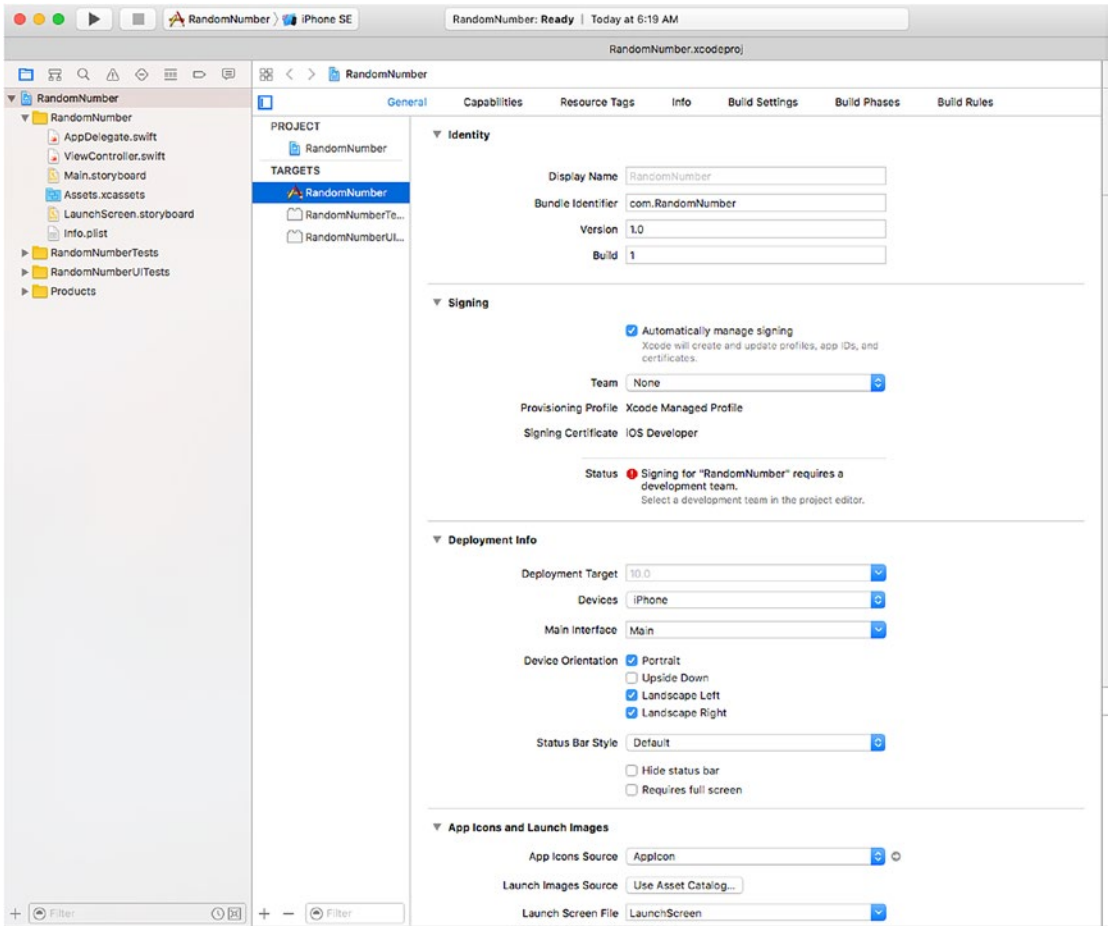 RandomNumber iPhone SE
RandomNumber: Ready | Today at 6:19 AM
RandomNumber.xcodeproj
RandomNumber
RandomNumber
AppDelegate.swift
ViewController.swift
Main.storyboard
Assets.xcassets
LaunchScreen.storyboard
Info.plist
RandomNumberTests
RandomNumberUITests
Products
Filter
RandomNumber
General Capabilities Resource Tags Info Build Settings Build Phases Build Rules
PROJECT
RandomNumber
TARGETS
RandomNumber
RandomNumberTe...
RandomNumberUI...
Filter
Identity
Display Name RandomNumber
Bundle Identifier com.RandomNumber
Version 1.0
Build 1
Signing
Automatically manage signing
Xcode will create and update profiles, app IDs, and
certificates.
Team None
Provisioning Profile Xcode Managed Profile
Signing Certificate iOS Developer
Status Signing for "RandomNumber" requires a
development team.
Select a development team in the project editor.
Deployment Info
Deployment Target 10.0
Devices iPhone
Main Interface Main
Device Orientation Portrait
Upside Down
Landscape Left
Landscape Right
Status Bar Style Default
Hide status bar
Requires full screen
App Icons and Launch Images
App Icons Source AppIcon
Launch Images Source Use Asset Catalog...
Launch Screen File LaunchScreen